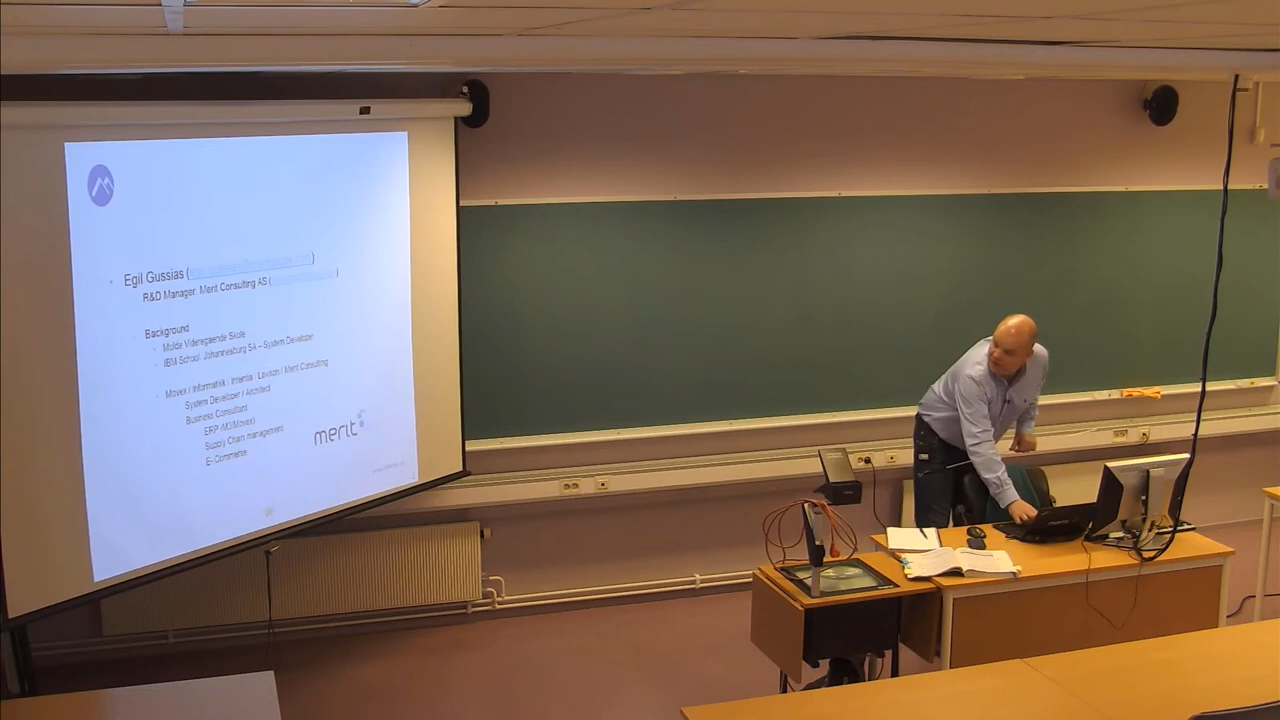 Egil Gussias (
R&D Manager Merit Consulting AS (
Background
Molde Videregående Skole
IBM School, Johannesburg SA – System Developer
Movex / Informatikk / Intentia / Lawson / Merit Consulting
System Developer / Architect
Business Consultant
ERP (M3/Movex)
Supply Chain management
E- Commerse
merit